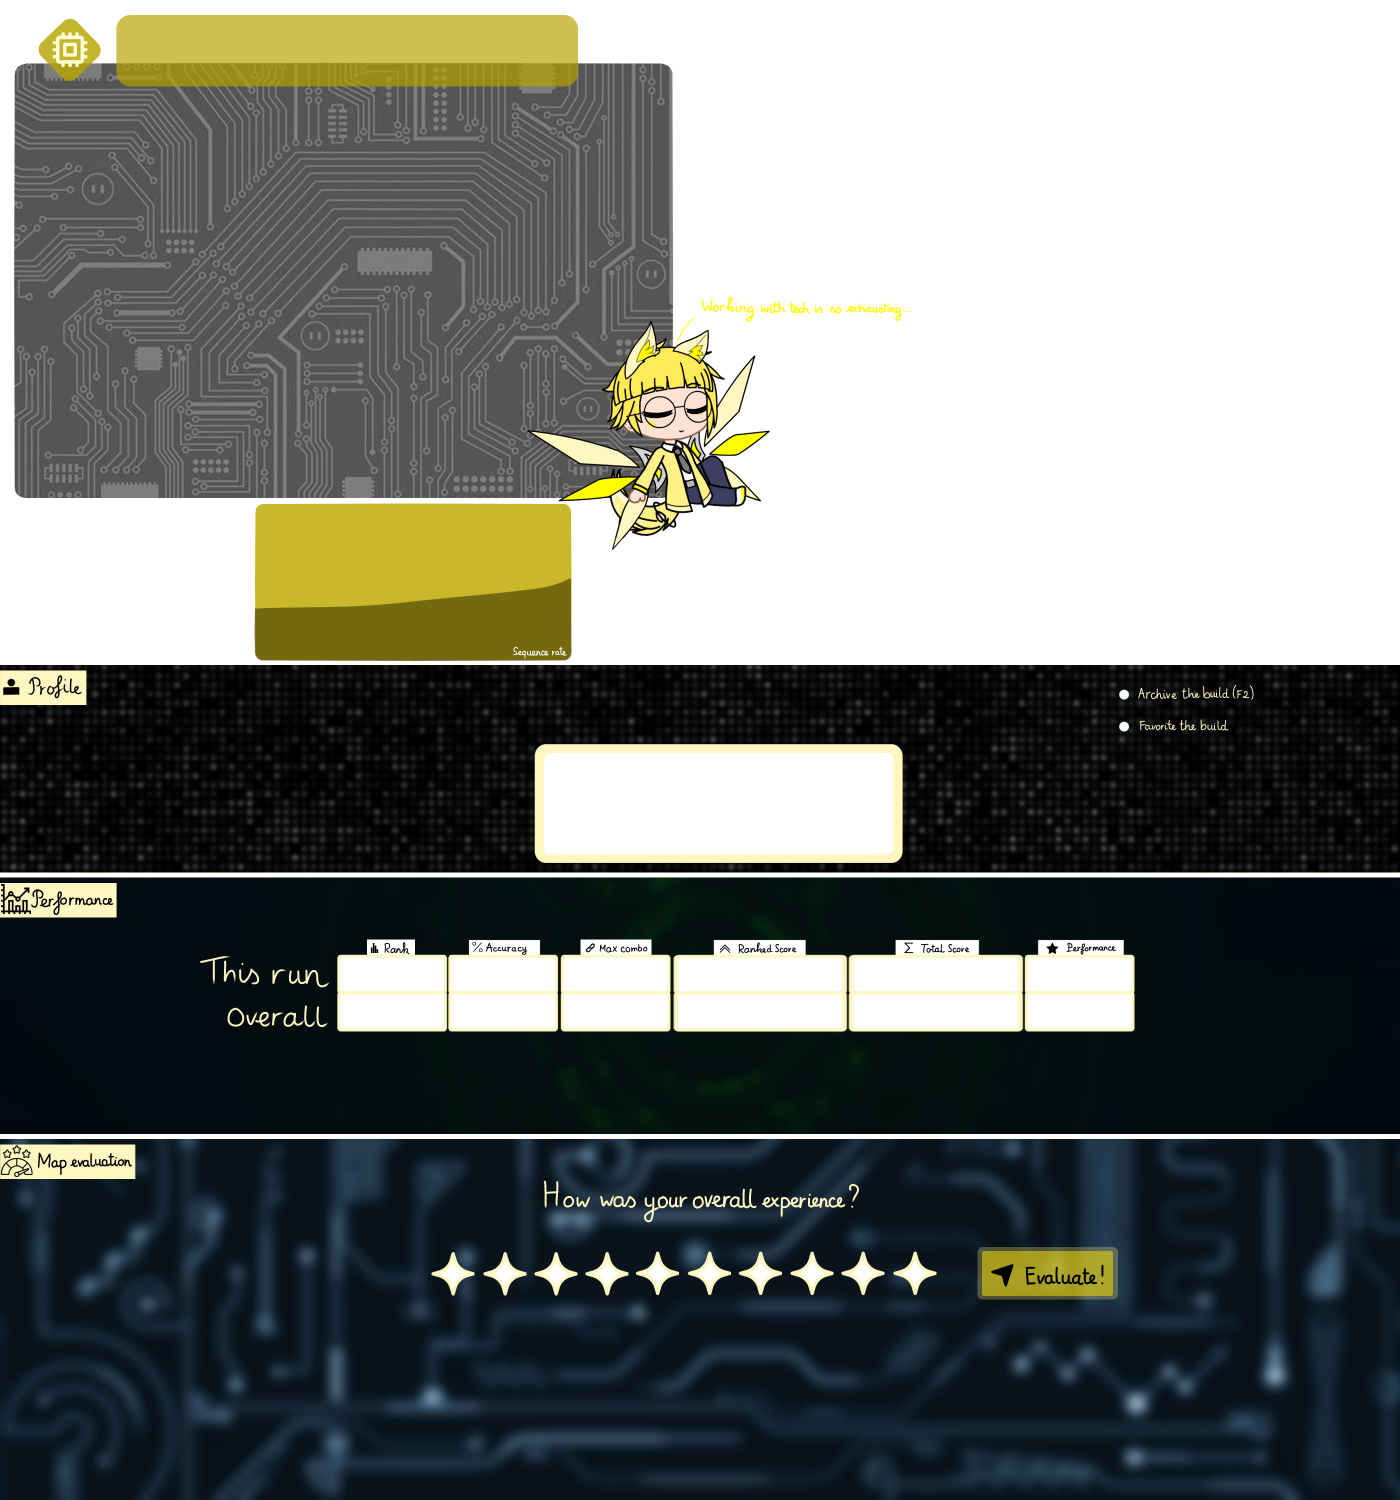 Working with tech is so exhausting...
Sequence rate
Profile
Archive the build (F2)
Favorite the build
Performance
Rank
Accuracy
Max combo
Ranked Score
Total Score
Performance
This run
Overall
Map evaluation
How was your overall experience?
Evaluate!